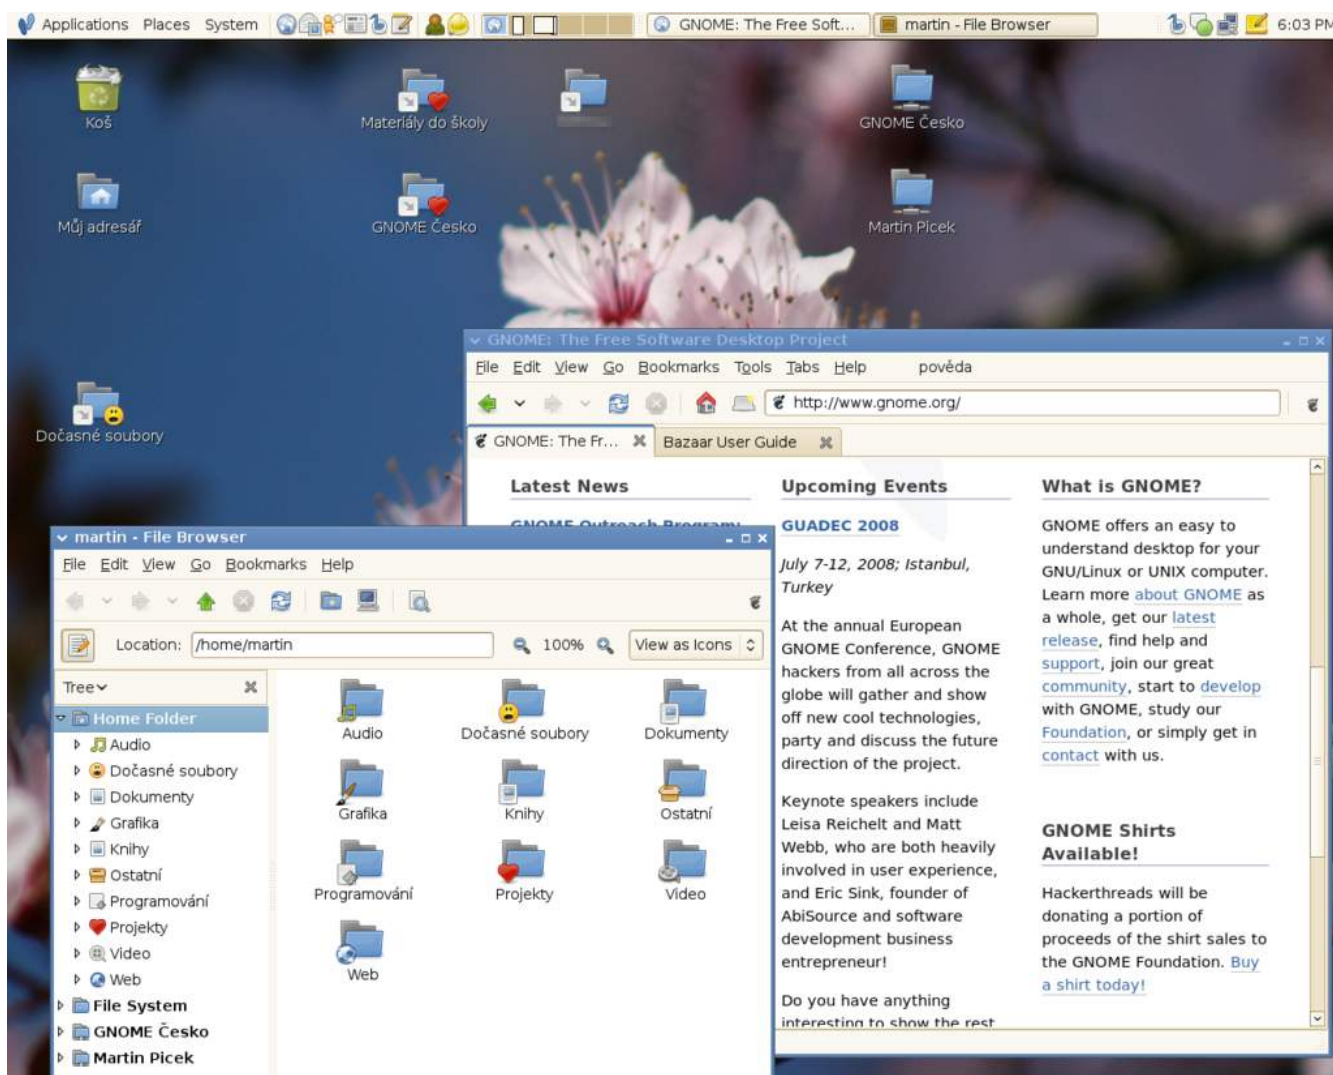 Applications Places System
GNOME: The Free Soft...
martin - File Browser
6:03 PM
Koš
Materiály do školy
GNOME Česko
Můj adresář
GNOME Česko
Martin Picek
Dočasné soubory
GNOME: The Free Software Desktop Project
File Edit View Go Bookmarks Tools Tabs Help pověda
http://www.gnome.org/
GNOME: The Fr...
Bazaar User Guide
Latest News
GNOME Outreach Program:
Upcoming Events
GUADEC 2008
July 7-12, 2008; Istanbul,
Turkey
At the annual European
GNOME Conference, GNOME
hackers from all across the
globe will gather and show
off new cool technologies,
party and discuss the future
direction of the project.
Keynote speakers include
Leisa Reichelt and Matt
Webb, who are both heavily
involved in user experience,
and Eric Sink, founder of
AbiSource and software
development business
entrepreneur!
Do you have anything
interesting to show the rest
What is GNOME?
GNOME offers an easy to
understand desktop for your
GNU/Linux or UNIX computer.
Learn more about GNOME as
a whole, get our latest
release, find help and
support, join our great
community, start to develop
with GNOME, study our
Foundation, or simply get in
contact with us.
GNOME Shirts
Available!
Hackerthreads will be
donating a portion of
proceeds of the shirt sales to
the GNOME Foundation. Buy
a shirt today!
martin - File Browser
File Edit View Go Bookmarks Help
Location: /home/martin
100%
View as Icons
Tree
Home Folder
Audio
Dočasné soubory
Dokumenty
Grafika
Knihy
Ostatní
Programování
Projekty
Video
Web
File System
GNOME Česko
Martin Picek
Audio
Dočasné soubory
Dokumenty
Grafika
Knihy
Ostatní
Programování
Projekty
Video
Web